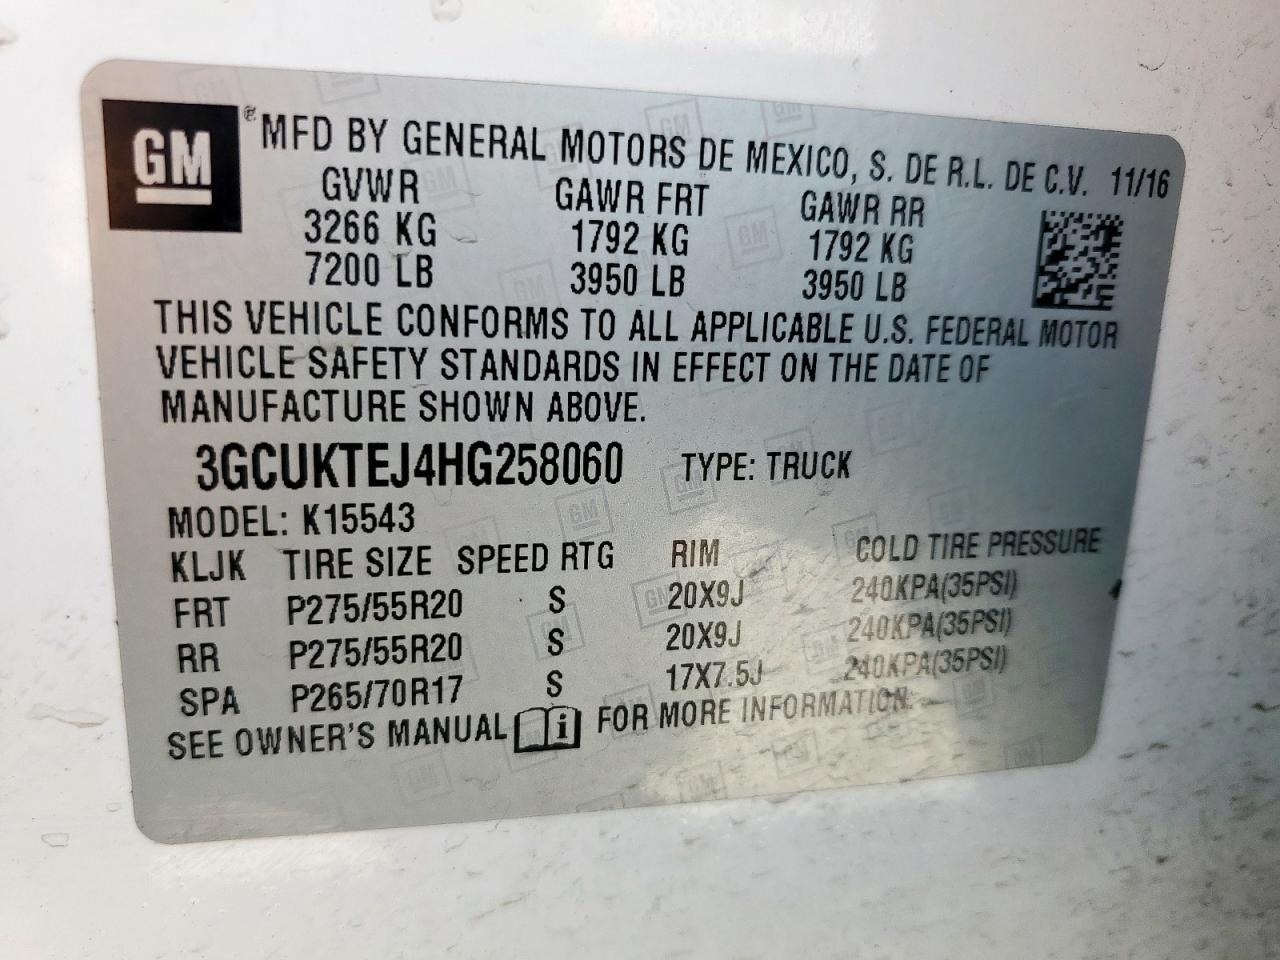 GM ® MFD BY GENERAL MOTORS DE MEXICO, S. DE R.L. DE C.V. 11/16
GVWR GAWR FRT GAWR RR
3266 KG 1792 KG 1792 KG
7200 LB 3950 LB 3950 LB
THIS VEHICLE CONFORMS TO ALL APPLICABLE U.S. FEDERAL MOTOR
VEHICLE SAFETY STANDARDS IN EFFECT ON THE DATE OF
MANUFACTURE SHOWN ABOVE.
3GCUKTEJ4HG258060 TYPE: TRUCK
MODEL: K15543
KLJK TIRE SIZE SPEED RTG RIM COLD TIRE PRESSURE
FRT P275/55R20 S 20X9J 240KPA(35PSI)
RR P275/55R20 S 20X9J 240KPA(35PSI)
SPA P265/70R17 S 17X7.5J 240KPA(35PSI)
SEE OWNER'S MANUAL i FOR MORE INFORMATION.